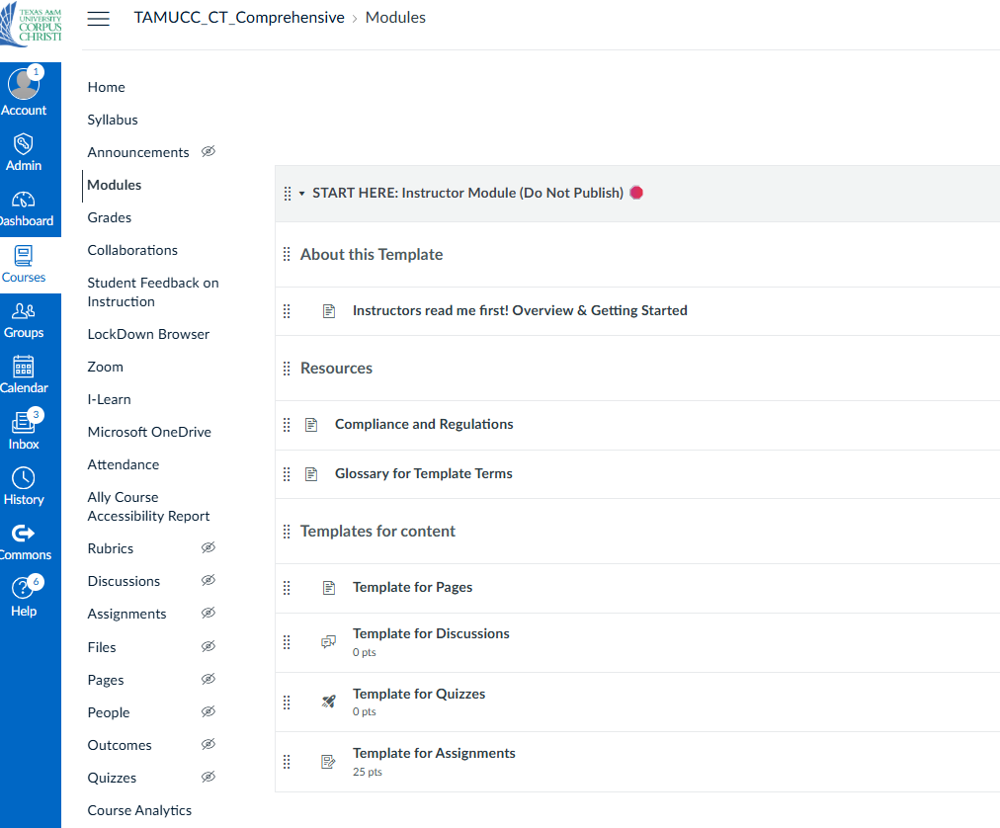 TEXAS A&M
UNIVERSITY
CORPUS
CHRISTI
TAMUCC_CT_Comprehensive › Modules
1
Account
Admin
Dashboard
Courses
Groups
Calendar
3
Inbox
History
Commons
6
Help
Home
Syllabus
Announcements
Modules
Grades
Collaborations
Student Feedback on
Instruction
LockDown Browser
Zoom
I-Learn
Microsoft OneDrive
Attendance
Ally Course
Accessibility Report
Rubrics
Discussions
Assignments
Files
Pages
People
Outcomes
Quizzes
Course Analytics
START HERE: Instructor Module (Do Not Publish)
About this Template
Instructors read me first! Overview & Getting Started
Resources
Compliance and Regulations
Glossary for Template Terms
Templates for content
Template for Pages
Template for Discussions
0 pts
Template for Quizzes
0 pts
Template for Assignments
25 pts